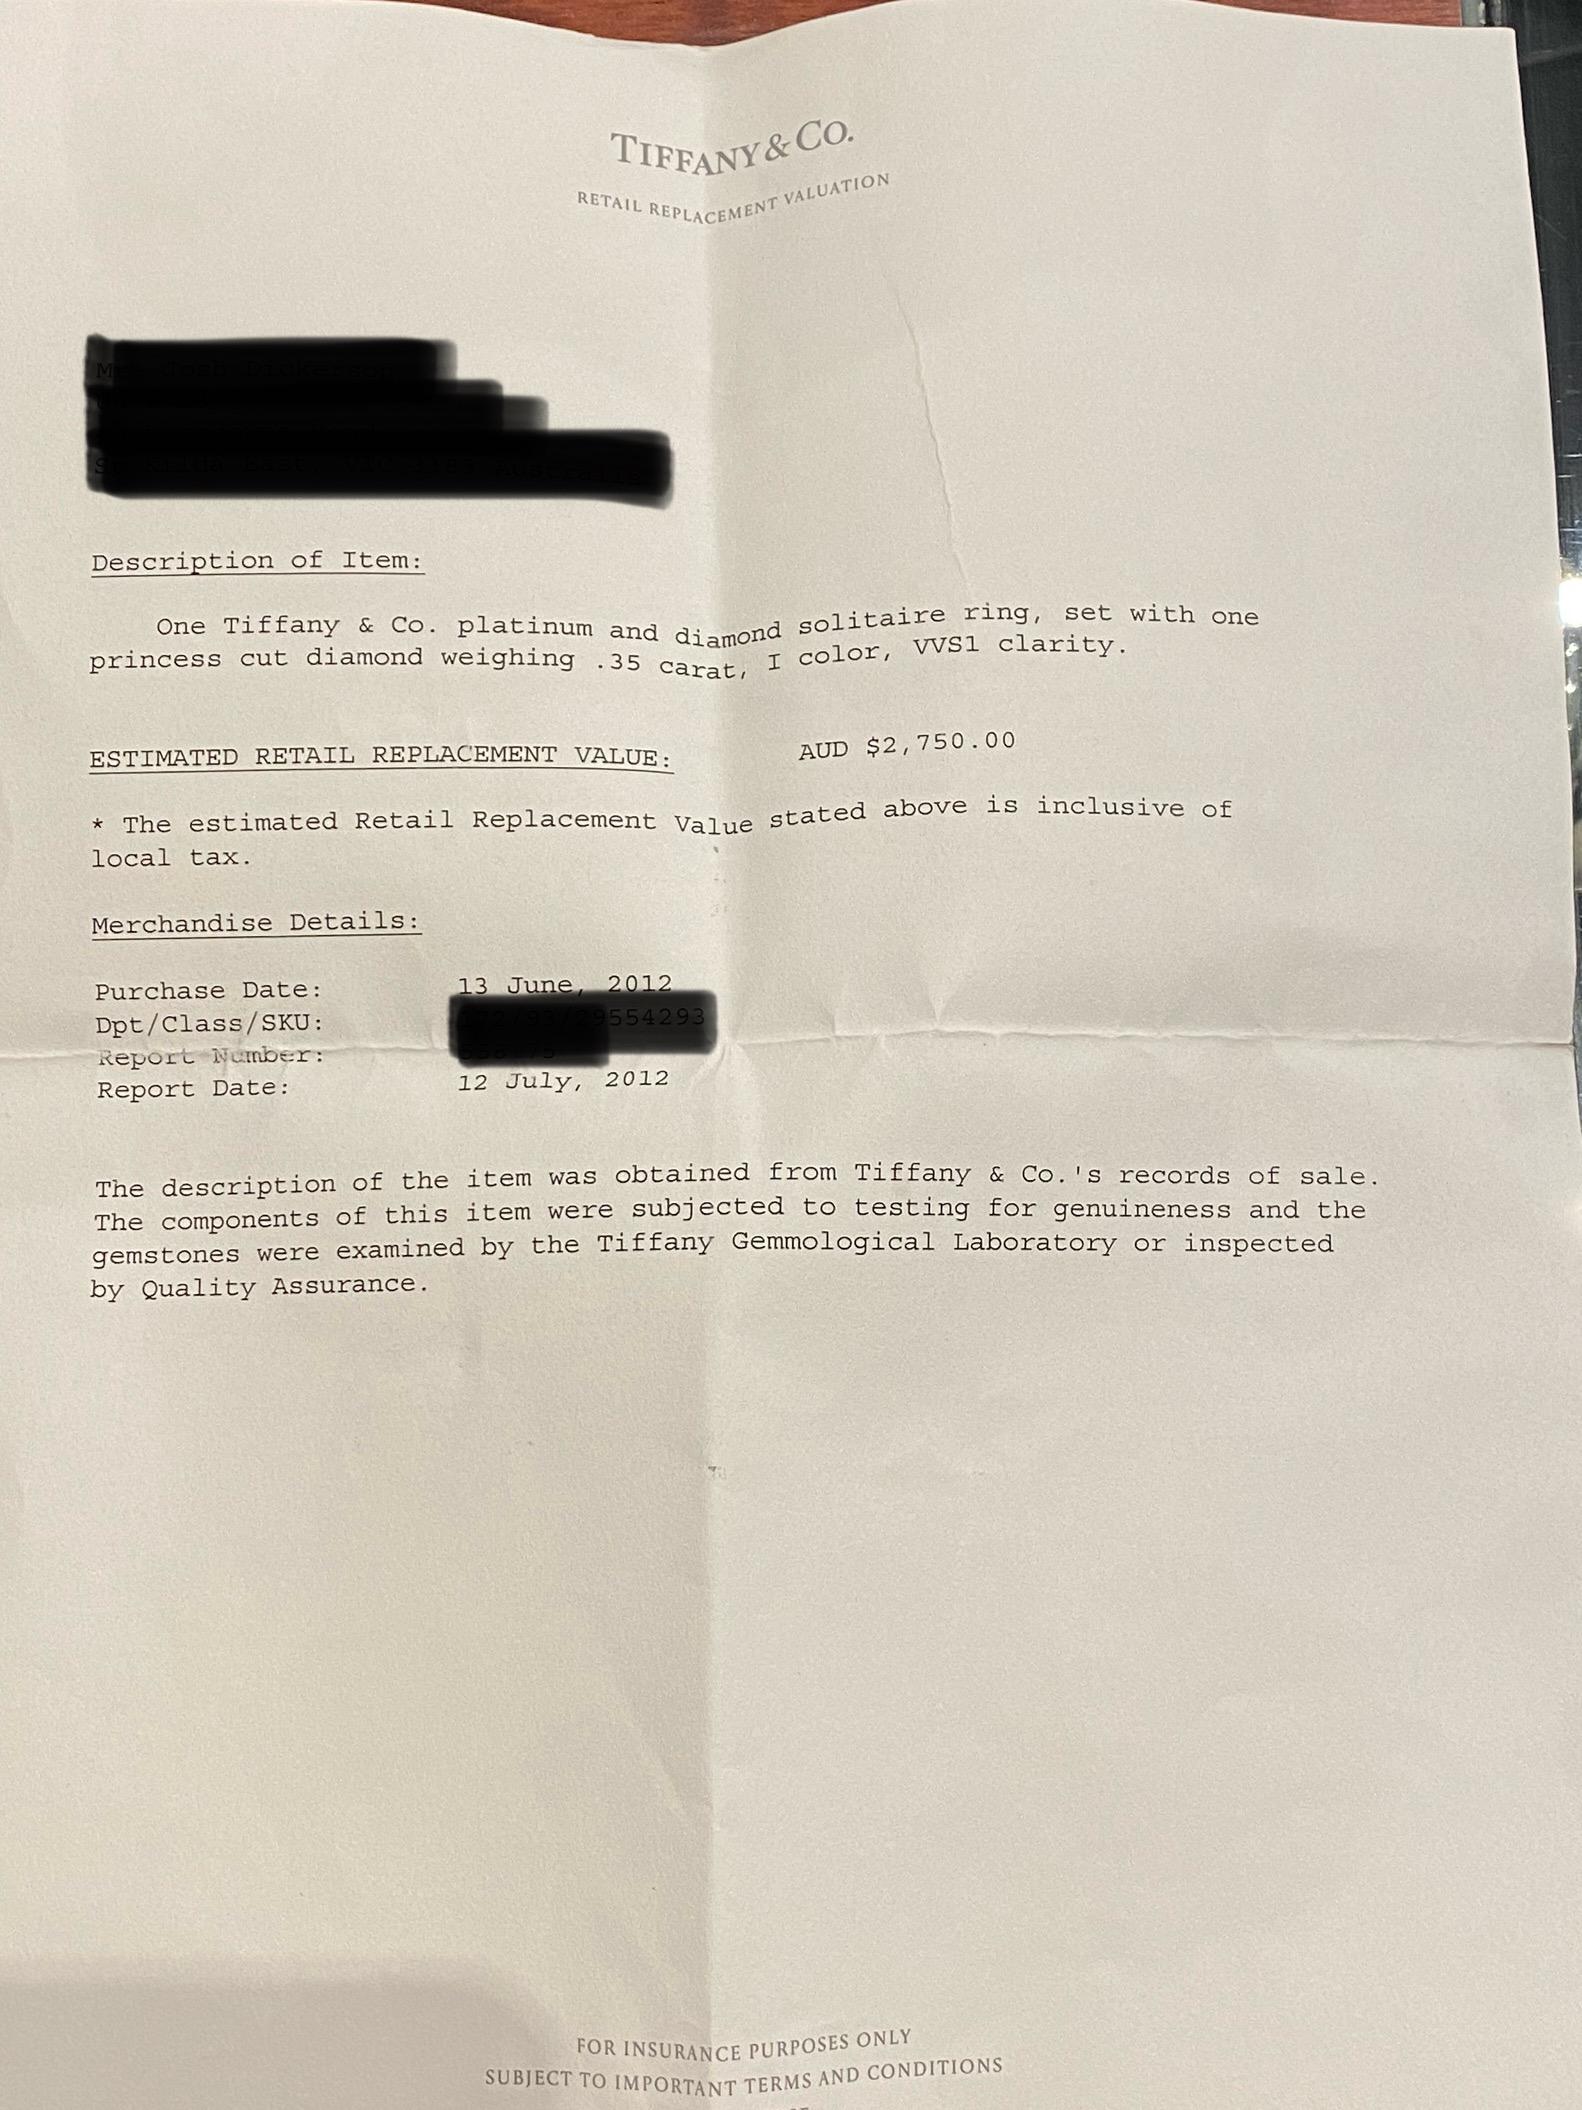 TIFFANY & CO.
RETAIL REPLACEMENT VALUATION
Description of Item:
One Tiffany & Co. platinum and diamond solitaire ring, set with one
princess cut diamond weighing .35 carat, I color, VVS1 clarity.
ESTIMATED RETAIL REPLACEMENT VALUE: AUD $2,750.00
* The estimated Retail Replacement Value stated above is inclusive of
local tax.
Merchandise Details:
Purchase Date: 13 June, 2012
Dpt/Class/SKU:
Report Number:
Report Date: 12 July, 2012
The description of the item was obtained from Tiffany & Co.'s records of sale.
The components of this item were subjected to testing for genuineness and the
gemstones were examined by the Tiffany Gemmological Laboratory or inspected
by Quality Assurance.
FOR INSURANCE PURPOSES ONLY
SUBJECT TO IMPORTANT TERMS AND CONDITIONS